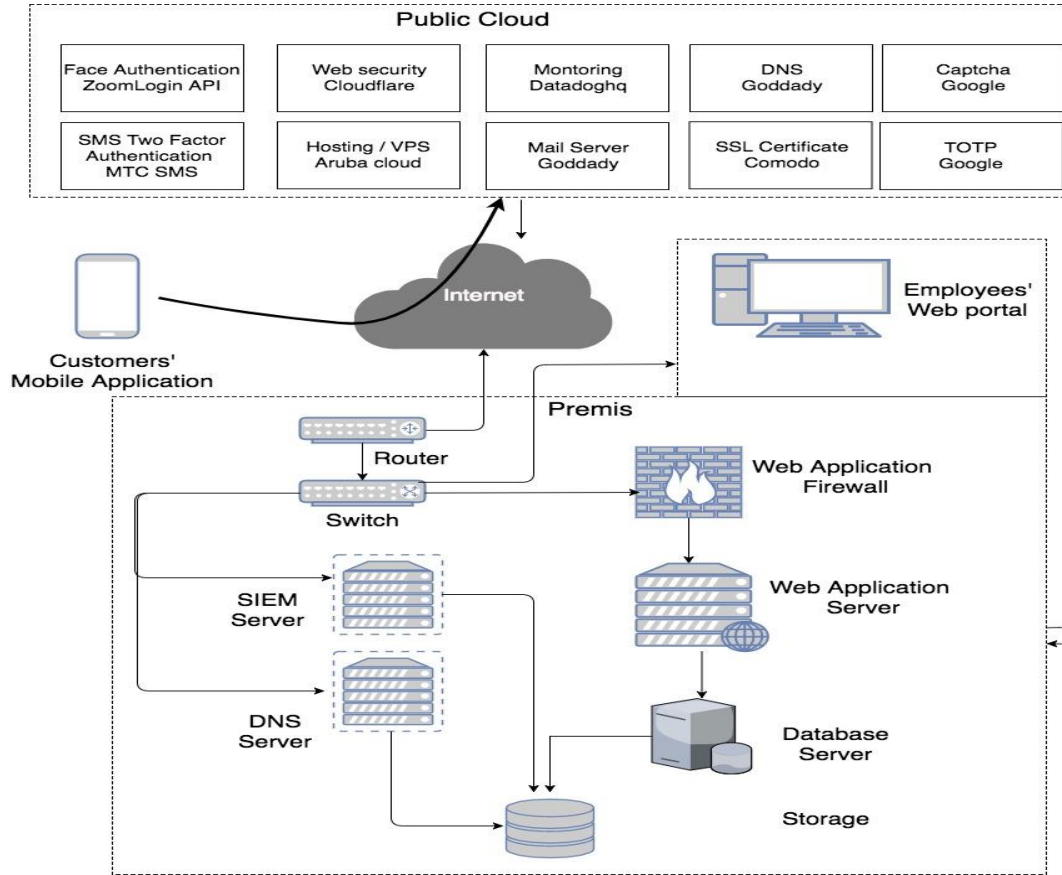 Public Cloud
Face Authentication
ZoomLogin API
Web security
Cloudflare
Montoring
Datadoghq
DNS
Goddady
Captcha
Google
SMS Two Factor
Authentication
MTC SMS
Hosting / VPS
Aruba cloud
Mail Server
Goddady
SSL Certificate
Comodo
TOTP
Google
Internet
Employees'
Web portal
Customers'
Mobile Application
Premis
Router
Web Application
Firewall
Switch
SIEM
Server
Web Application
Server
DNS
Server
Database
Server
Storage